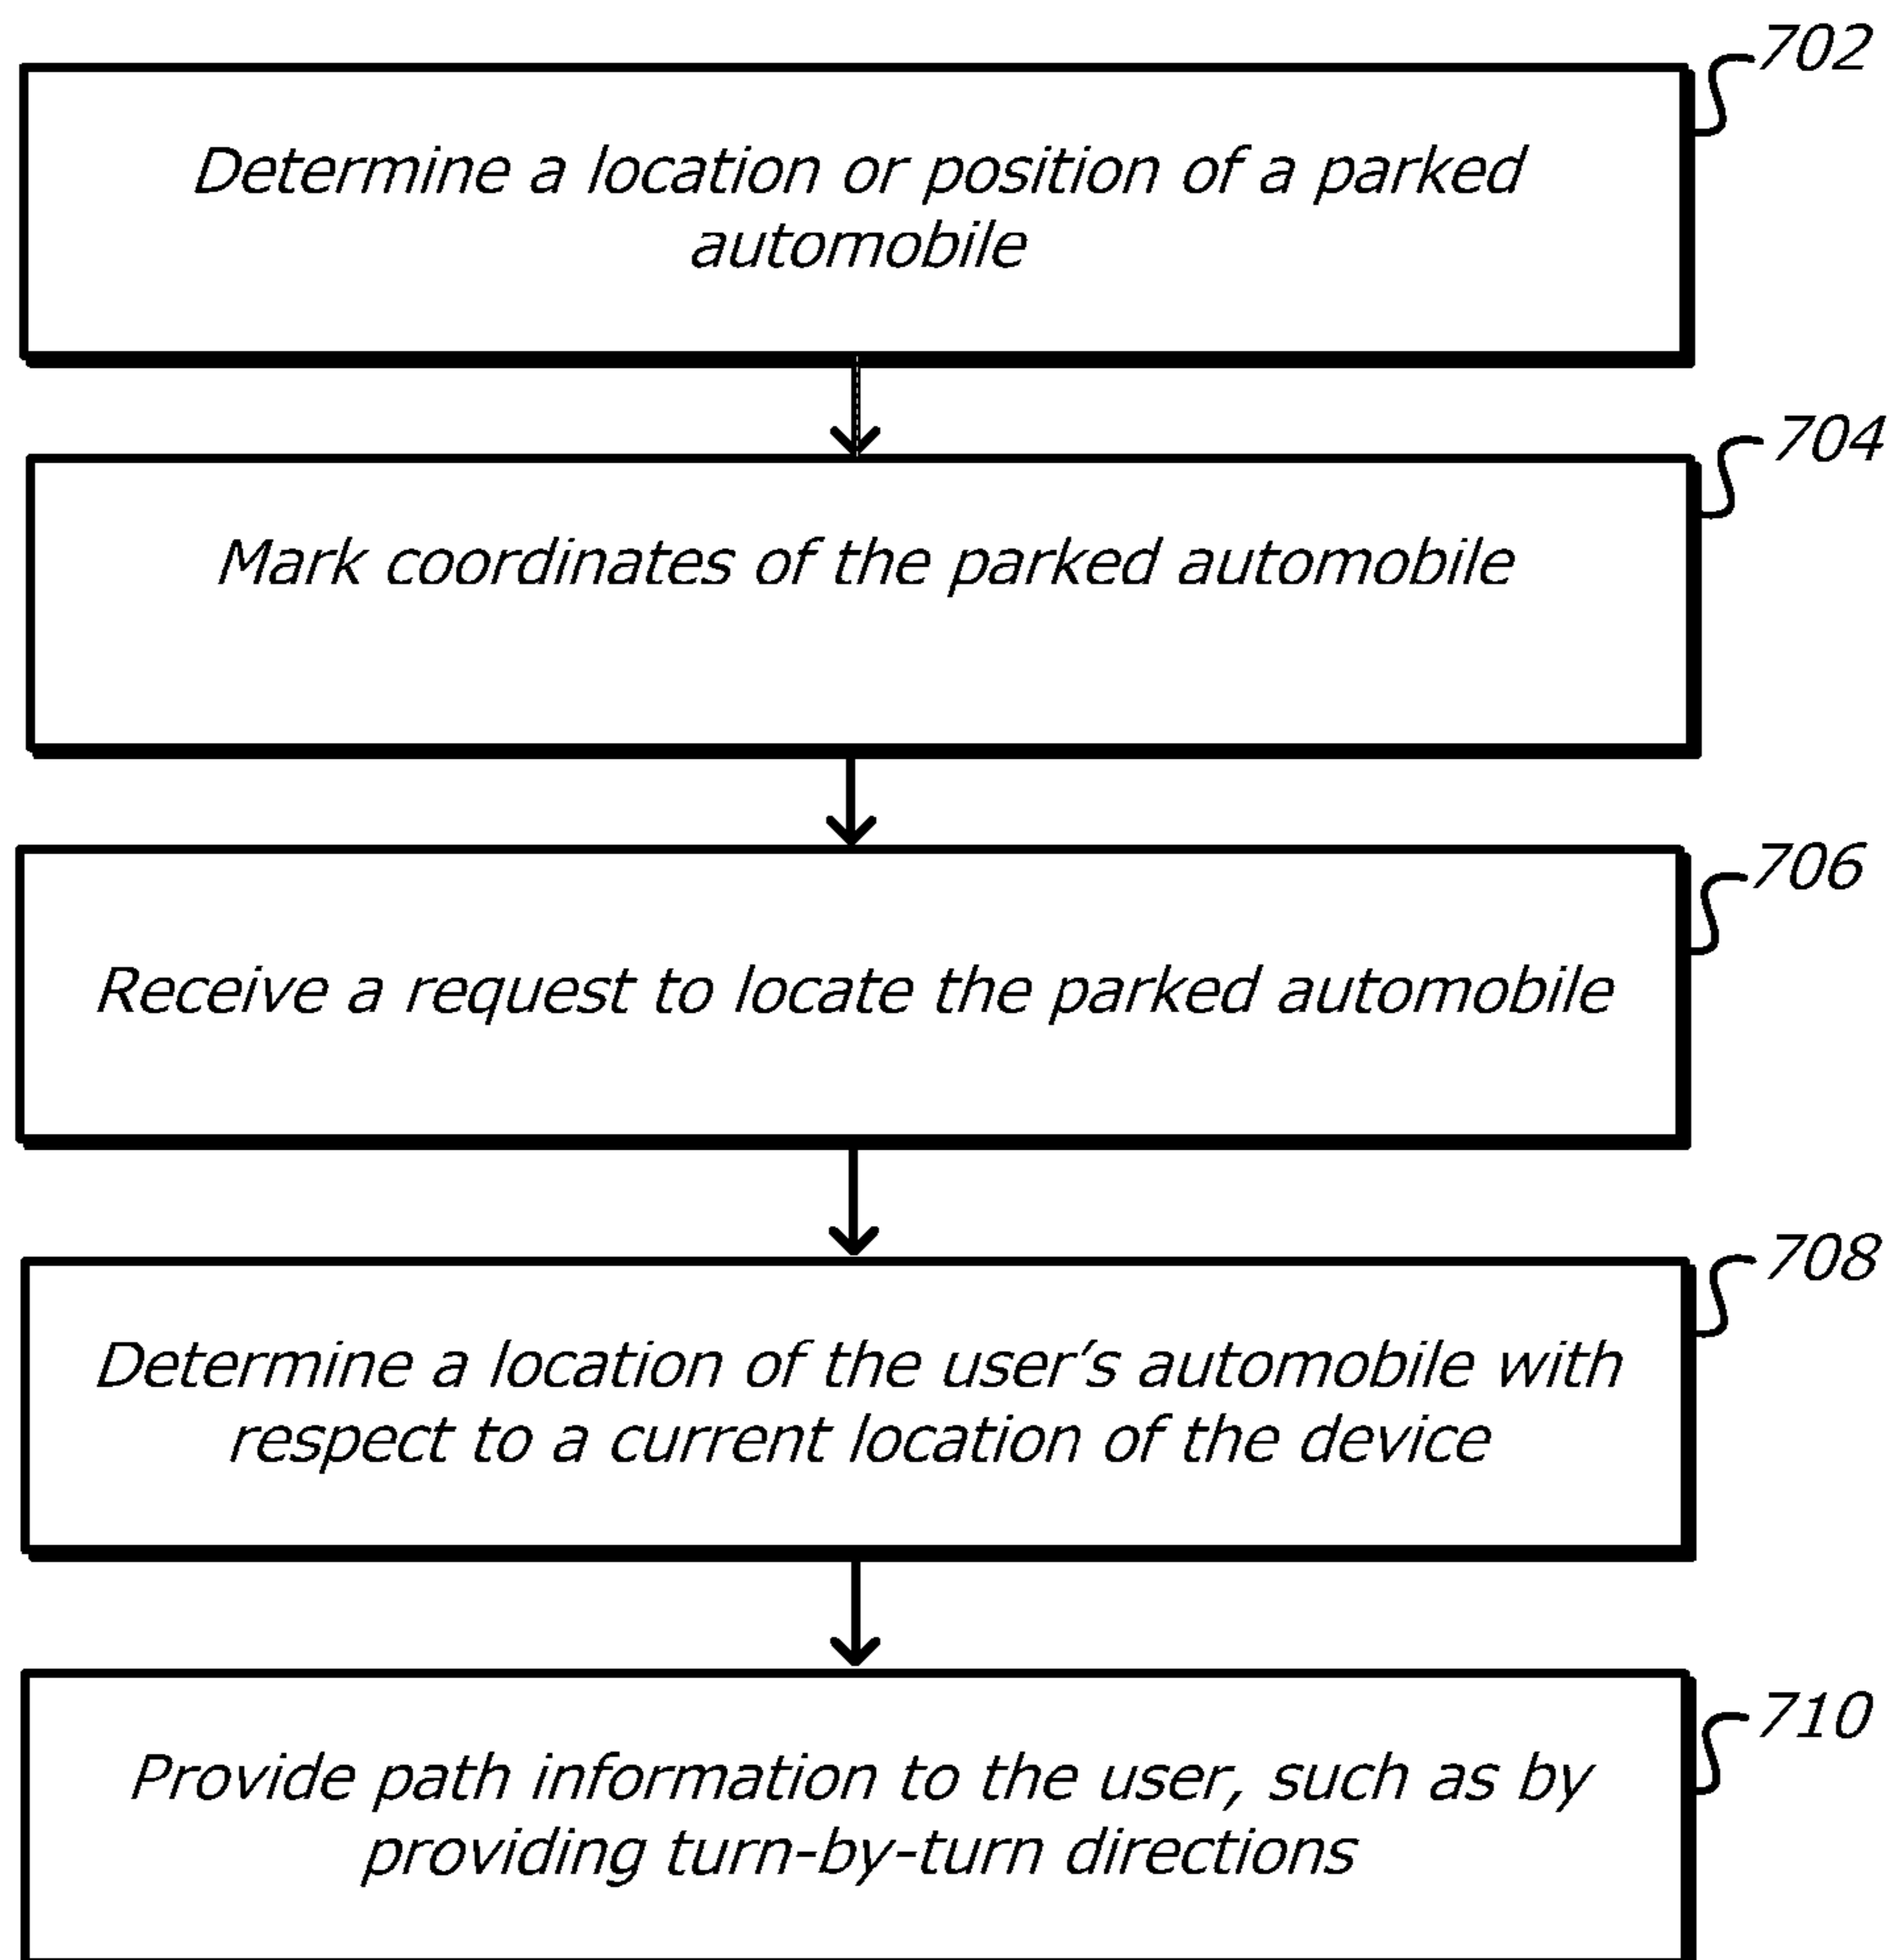 702
Determine a location or position of a parked
automobile
704
Mark coordinates of the parked automobile
706
Receive a request to locate the parked automobile
708
Determine a location of the user’s automobile with
respect to a current location of the device
710
Provide path information to the user, such as by
providing turn-by-turn directions